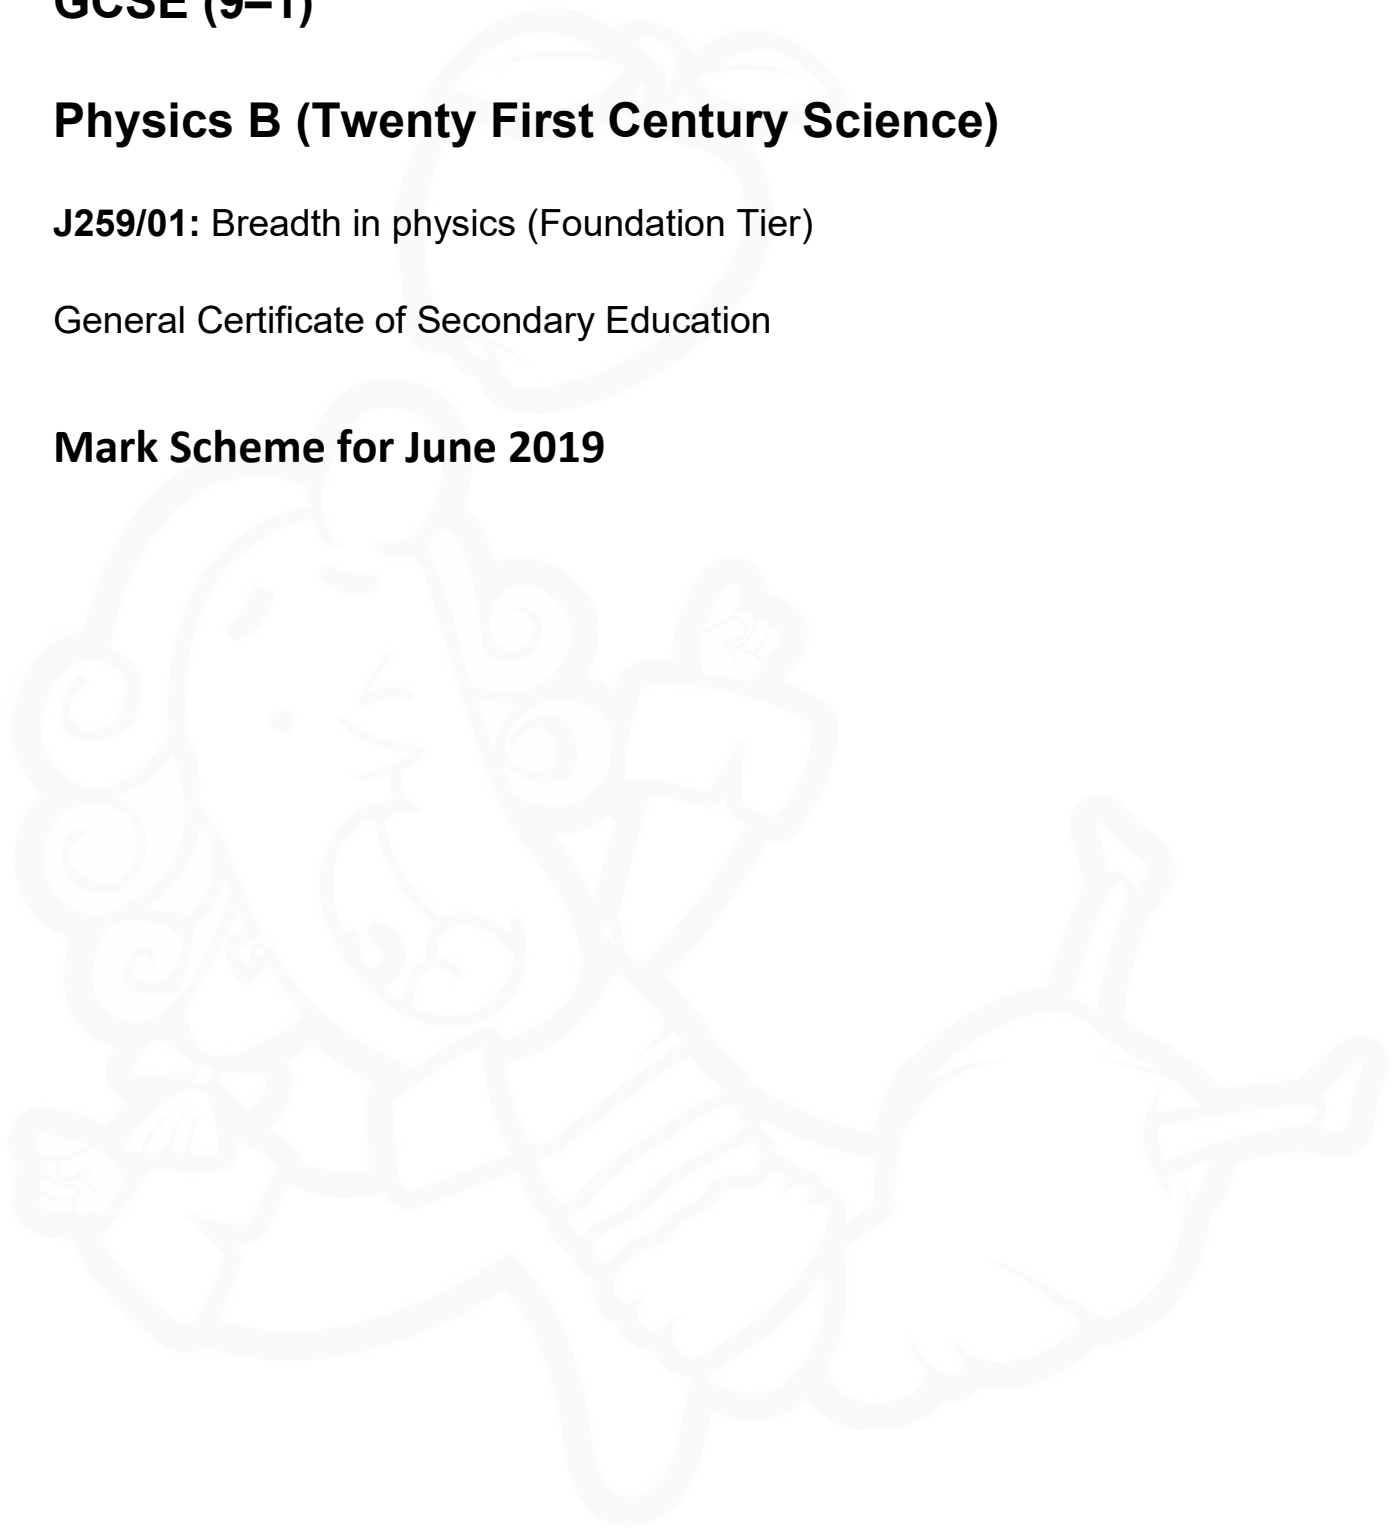 GCSE (9–1)
Physics B (Twenty First Century Science)
J259/01: Breadth in physics (Foundation Tier)
General Certificate of Secondary Education
Mark Scheme for June 2019